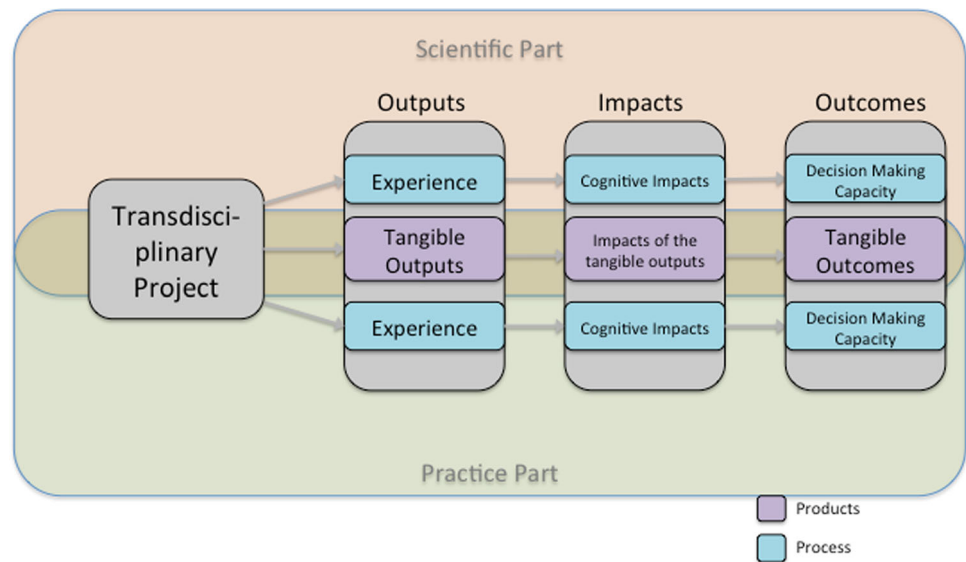 Scientific Part
Outputs
Impacts
Outcomes
Transdisci-
plinary
Project
Experience
Cognitive Impacts
Decision Making
Capacity
Tangible
Outputs
Impacts of the
tangible outputs
Tangible
Outcomes
Experience
Cognitive Impacts
Decision Making
Capacity
Practice Part
Products
Process